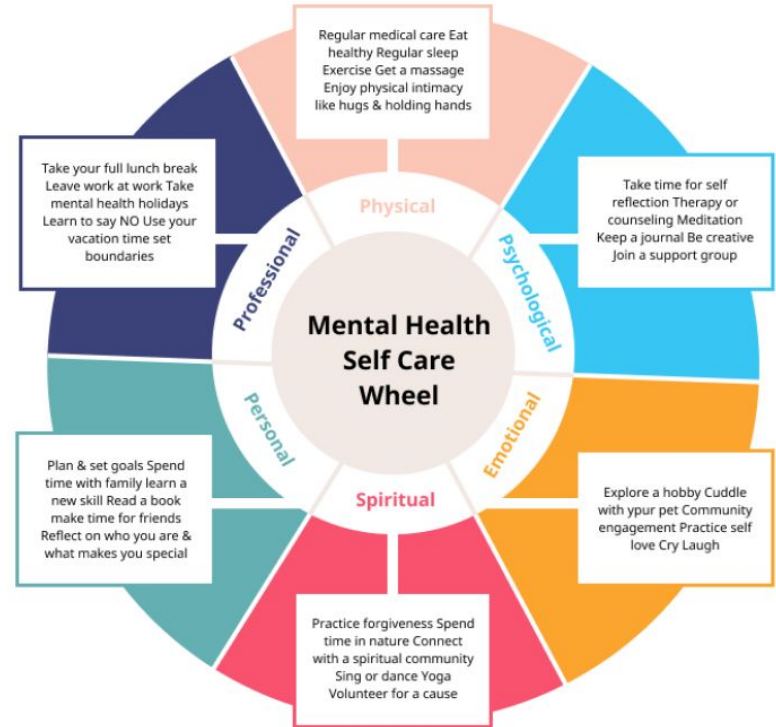 Regular medical care Eat
healthy Regular sleep
Exercise Get a massage
Enjoy physical intimacy
like hugs & holding hands
Physical
Take your full lunch break
Leave work at work Take
mental health holidays
Learn to say NO Use your
vacation time set
boundaries
Professional
Take time for self
reflection Therapy or
counseling Meditation
Keep a journal Be creative
Join a support group
Psychological
Mental Health
Self Care
Wheel
Plan & set goals Spend
time with family learn a
new skill Read a book
make time for friends
Reflect on who you are &
what makes you special
Personal
Emotional
Explore a hobby Cuddle
with ypur pet Community
engagement Practice self
love Cry Laugh
Spiritual
Practice forgiveness Spend
time in nature Connect
with a spiritual community
Sing or dance Yoga
Volunteer for a cause